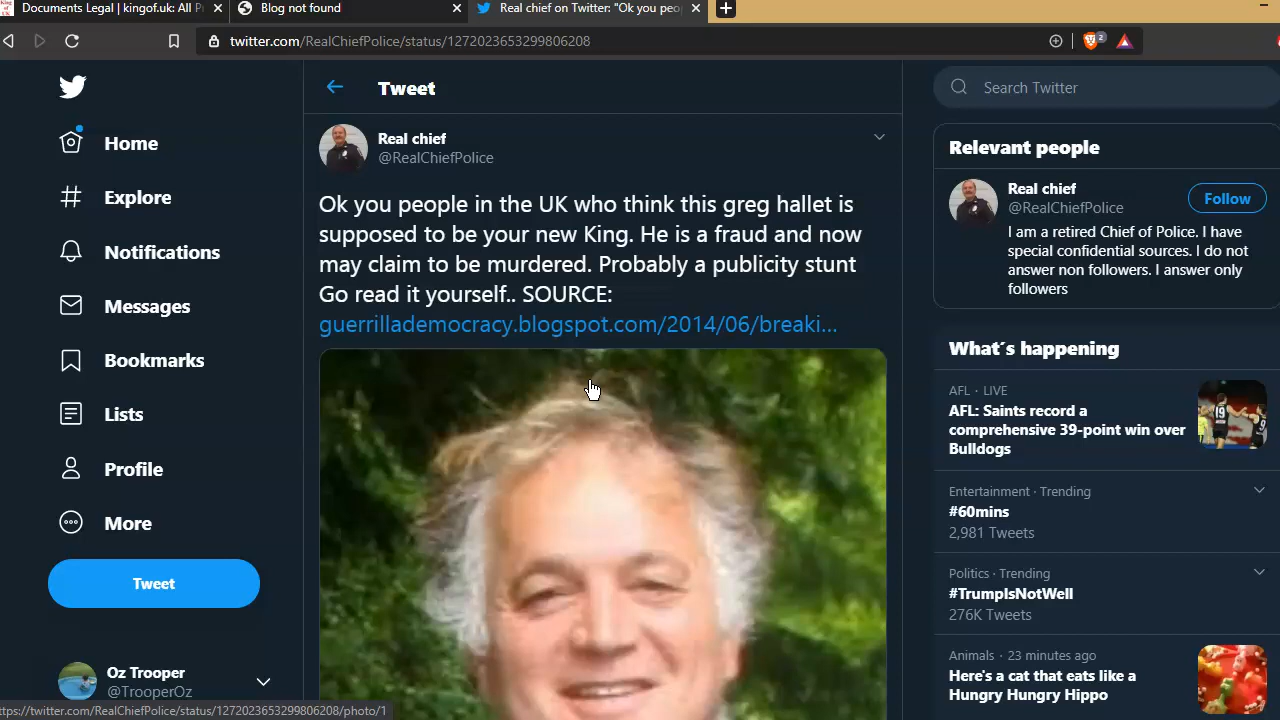 Documents Legal | kingof.uk: All P
Blog not found
Real chief on Twitter: "Ok you peo
twitter.com/RealChiefPolice/status/1272023653299806208
2
Home
Explore
Notifications
Messages
Bookmarks
Lists
Profile
More
Tweet
Oz Trooper
@TrooperOz
Tweet
Real chief
@RealChiefPolice
Ok you people in the UK who think this greg hallet is
supposed to be your new King. He is a fraud and now
may claim to be murdered. Probably a publicity stunt
Go read it yourself.. SOURCE:
guerrillademocracy.blogspot.com/2014/06/breaki...
Search Twitter
Relevant people
Real chief
@RealChiefPolice
Follow
I am a retired Chief of Police. I have
special confidential sources. I do not
answer non followers. I answer only
followers
What´s happening
AFL · LIVE
AFL: Saints record a
comprehensive 39-point win over
Bulldogs
Entertainment · Trending
#60mins
2,981 Tweets
Politics · Trending
#TrumpIsNotWell
276K Tweets
Animals · 23 minutes ago
Here's a cat that eats like a
Hungry Hungry Hippo
ttps://twitter.com/RealChiefPolice/status/1272023653299806208/photo/1